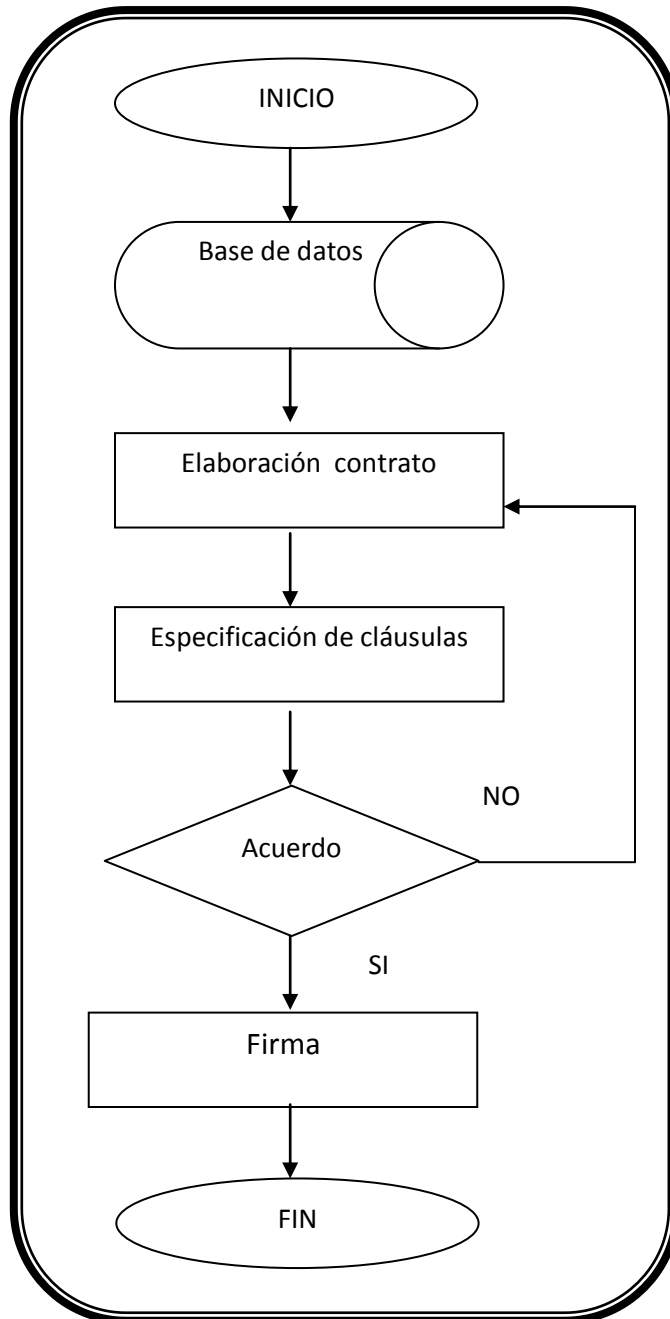 INICIO
Base de datos
Elaboración  contrato
Especificación de cláusulas
NO
Acuerdo
SI
Firma
FIN